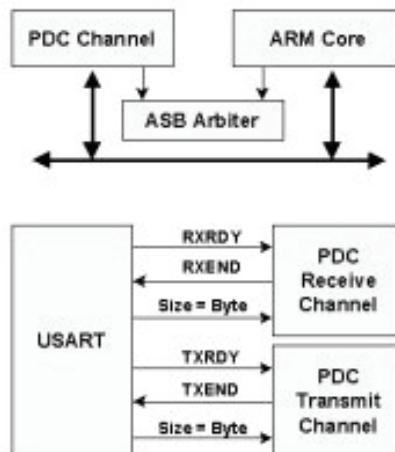 PDC Channel
ARM Core
ASB Arbiter
USART
RXRDY
RXEND
Size = Byte
PDC
Receive
Channel
TXRDY
TXEND
Size = Byte
PDC
Transmit
Channel